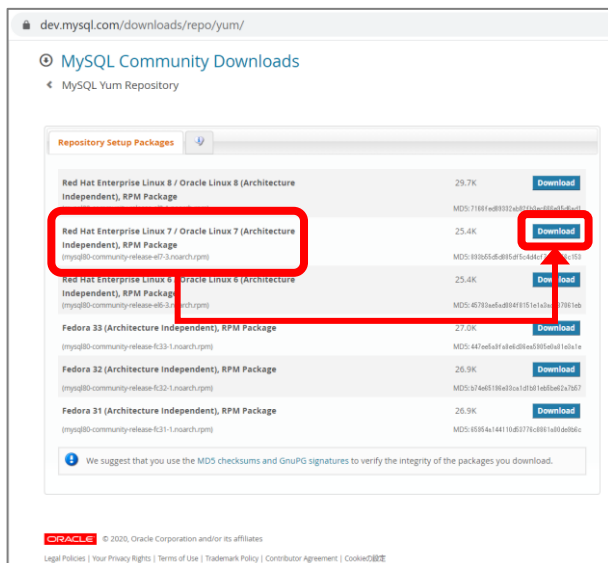 dev.mysql.com/downloads/repo/yum/
MySQL Community Downloads
MySQL Yum Repository
Repository Setup Packages
Red Hat Enterprise Linux 8 / Oracle Linux 8 (Architecture 29.7K Download
Independent), RPM Package
Red Hat Enterprise Linux 7 / Oracle Linux 7 (Architecture 25.4K Download
Independent), RPM Package
(mysql80-community-release-el7-3.noarch.rpm)
Red Hat Enterprise Linux 6 / Oracle Linux 6 (Architecture 25.4K Download
Independent), RPM Package
(mysql80-community-release-el6-3.noarch.rpm)
Fedora 33 (Architecture Independent), RPM Package 27.0K Download
(mysql80-community-release-fc33-1.noarch.rpm)
Fedora 32 (Architecture Independent), RPM Package 26.9K Download
(mysql80-community-release-fc32-1.noarch.rpm)
Fedora 31 (Architecture Independent), RPM Package 26.9K Download
(mysql80-community-release-fc31-1.noarch.rpm)
We suggest that you use the MD5 checksums and GnuPG signatures to verify the integrity of the packages you download.
ORACLE © 2020, Oracle Corporation and/or its affiliates
Legal Policies | Your Privacy Rights | Terms of Use | Trademark Policy | Contributor Agreement | Cookieの設定